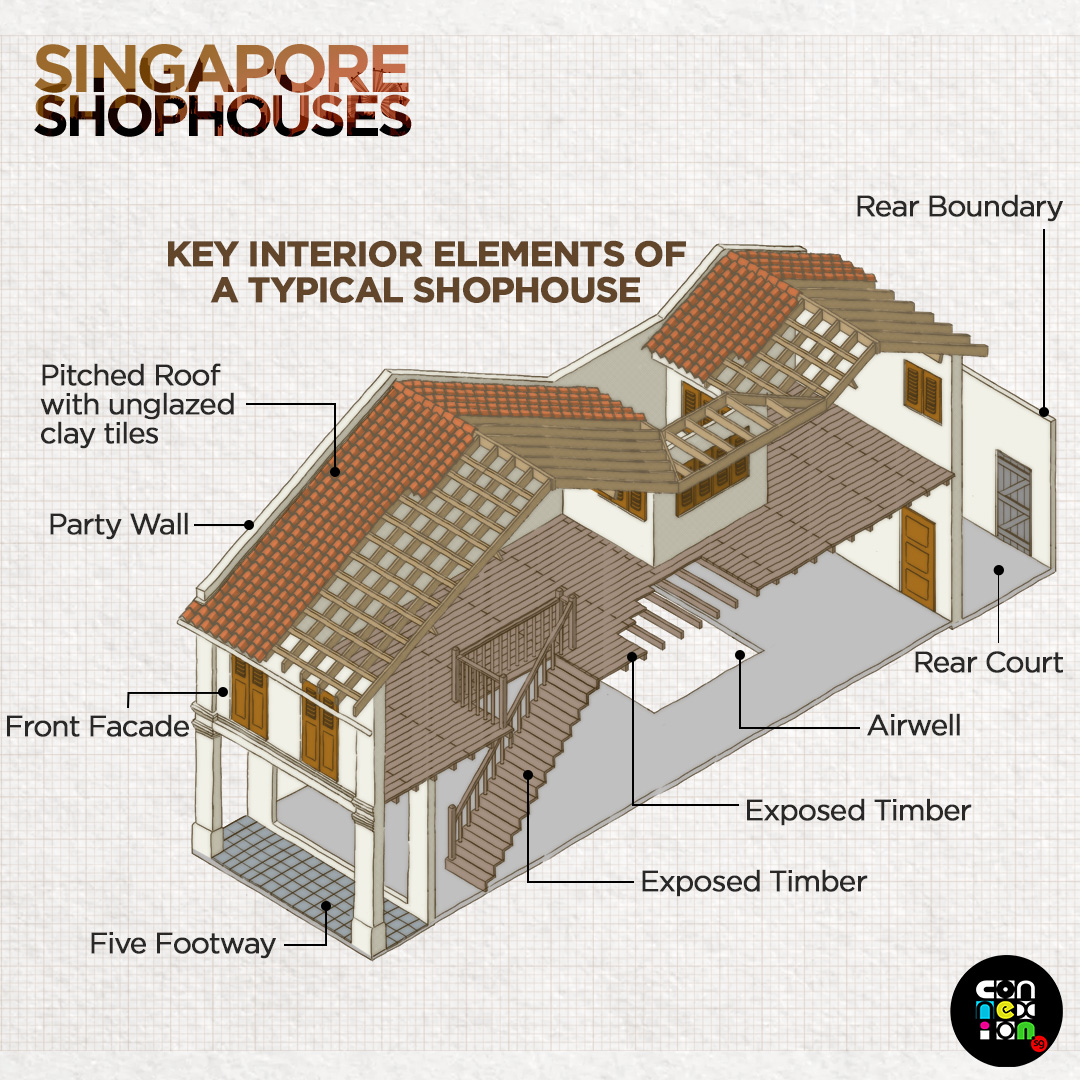 SINGAPORE
SHOPHOUSES
Rear Boundary
KEY INTERIOR ELEMENTS OF
A TYPICAL SHOPHOUSE
Pitched Roof
with unglazed
clay tiles
Party Wall
Rear Court
Front Facade
Airwell
Exposed Timber
Exposed Timber
Five Footway
con
nex
ion
sg